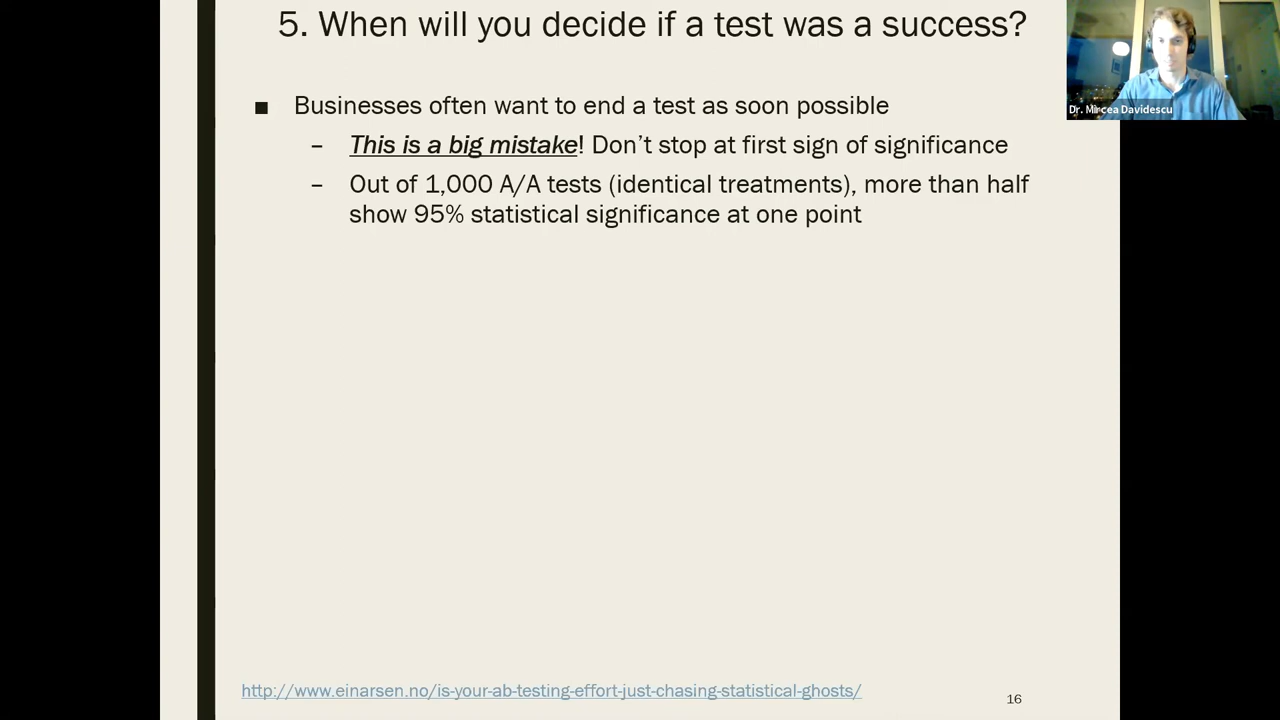 5. When will you decide if a test was a success?
Dr. Mircea Davidescu
■ Businesses often want to end a test as soon possible
– This is a big mistake! Don't stop at first sign of significance
– Out of 1,000 A/A tests (identical treatments), more than half
show 95% statistical significance at one point
http://www.einarsen.no/is-your-ab-testing-effort-just-chasing-statistical-ghosts/
16